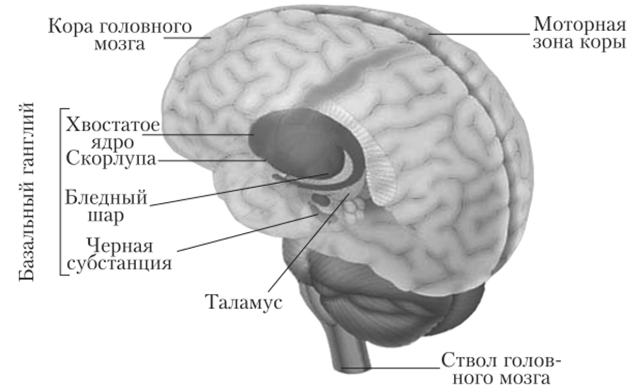 Кора головного
мозга
Моторная
зона коры
Базальный ганглий
Хвостатое
ядро
Скорлупа
Бледный
шар
Черная
субстанция
Таламус
Ствол голов-
ного мозга